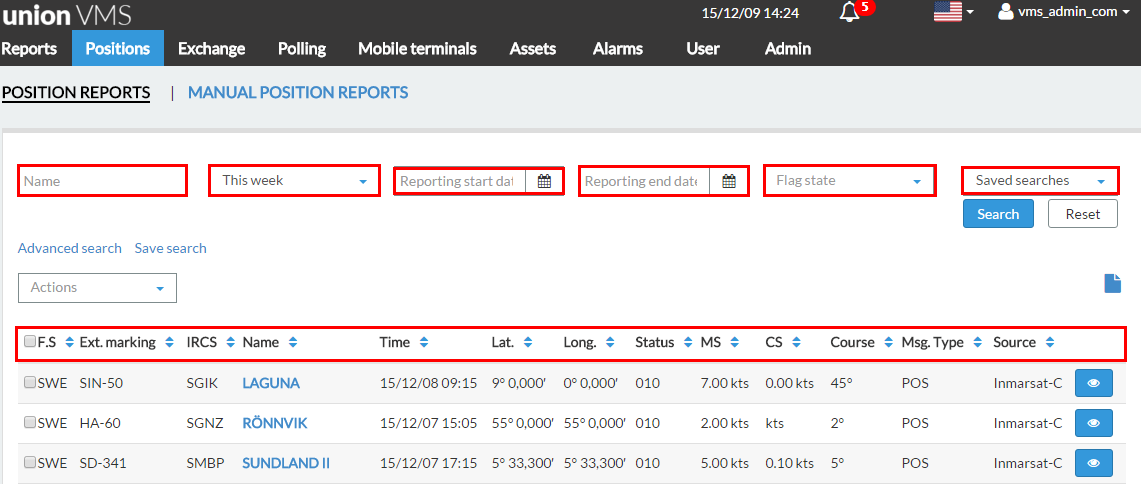 union VMS 15/12/09 14:24 5 vms_admin_com
Reports Positions Exchange Polling Mobile terminals Assets Alarms User Admin
POSITION REPORTS | MANUAL POSITION REPORTS
Name This week Reporting start dat Reporting end date Flag state Saved searches
Search Reset
Advanced search Save search
Actions
F.S Ext. marking IRCS Name Time Lat. Long. Status MS CS Course Msg. Type Source
SWE SIN-50 SGIK LAGUNA 15/12/08 09:15 9° 0,000' 0° 0,000' 010 7.00 kts 0.00 kts 45° POS Inmarsat-C
SWE HA-60 SGNZ RÖNNVIK 15/12/07 15:05 55° 0,000' 55° 0,000' 010 2.00 kts kts 2° POS Inmarsat-C
SWE SD-341 SMBP SUNDLAND II 15/12/07 17:15 5° 33,300' 5° 33,300' 010 5.00 kts 0.10 kts 5° POS Inmarsat-C